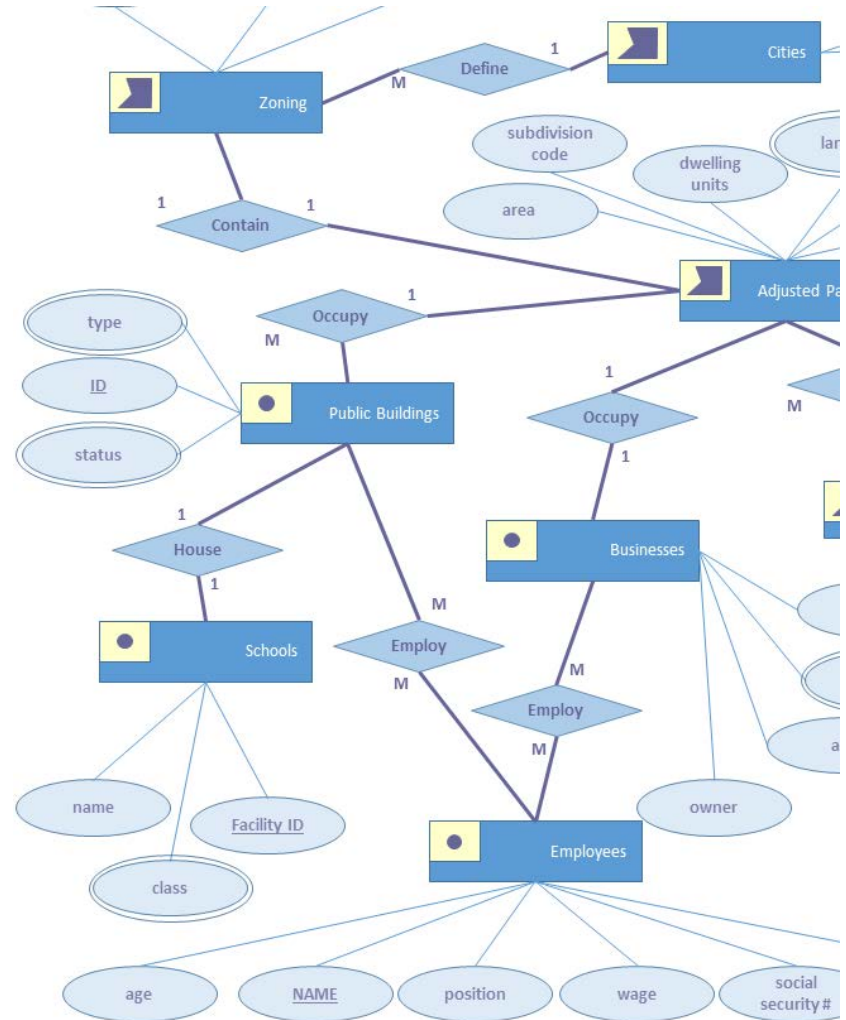 Define
1
Cities
M
Zoning
subdivision
code
dwelling
units
1
1
area
Contain
Adjusted
1
Occupy
type
M
1
ID
M
Public Buildings
Occupy
status
1
1
House
Businesses
1
M
Employ
Schools
M
M
Employ
M
name
Facility ID
owner
Employees
class
age
NAME
position
wage
social
security #